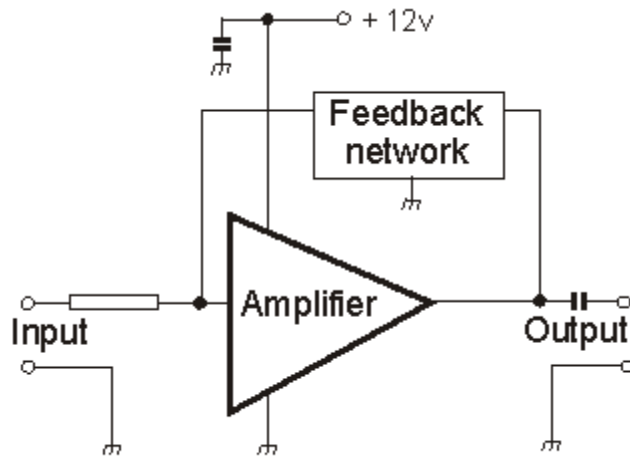 + 12v
Feedback
network
Amplifier
Input
Output